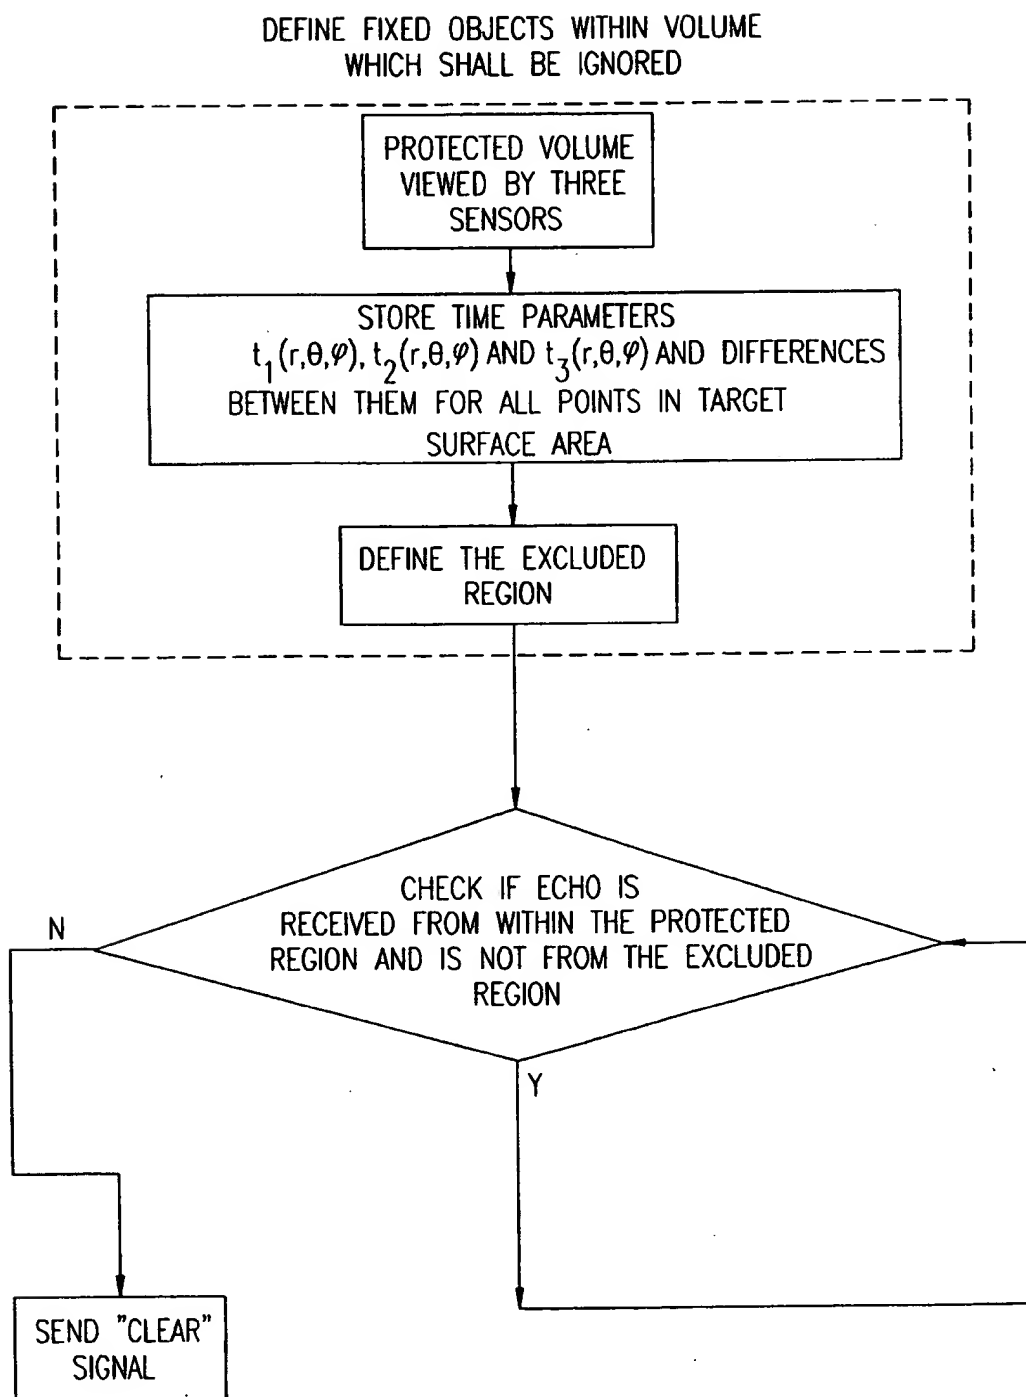 DEFINE FIXED OBJECTS WITHIN VOLUME
WHICH SHALL BE IGNORED
PROTECTED VOLUME
VIEWED BY THREE
SENSORS
STORE TIME PARAMETERS
t₁(r,θ,φ), t₂(r,θ,φ) AND t₃(r,θ,φ) AND DIFFERENCES
BETWEEN THEM FOR ALL POINTS IN TARGET
SURFACE AREA
DEFINE THE EXCLUDED
REGION
CHECK IF ECHO IS
RECEIVED FROM WITHIN THE PROTECTED
REGION AND IS NOT FROM THE EXCLUDED
REGION
N
Y
SEND "CLEAR"
SIGNAL